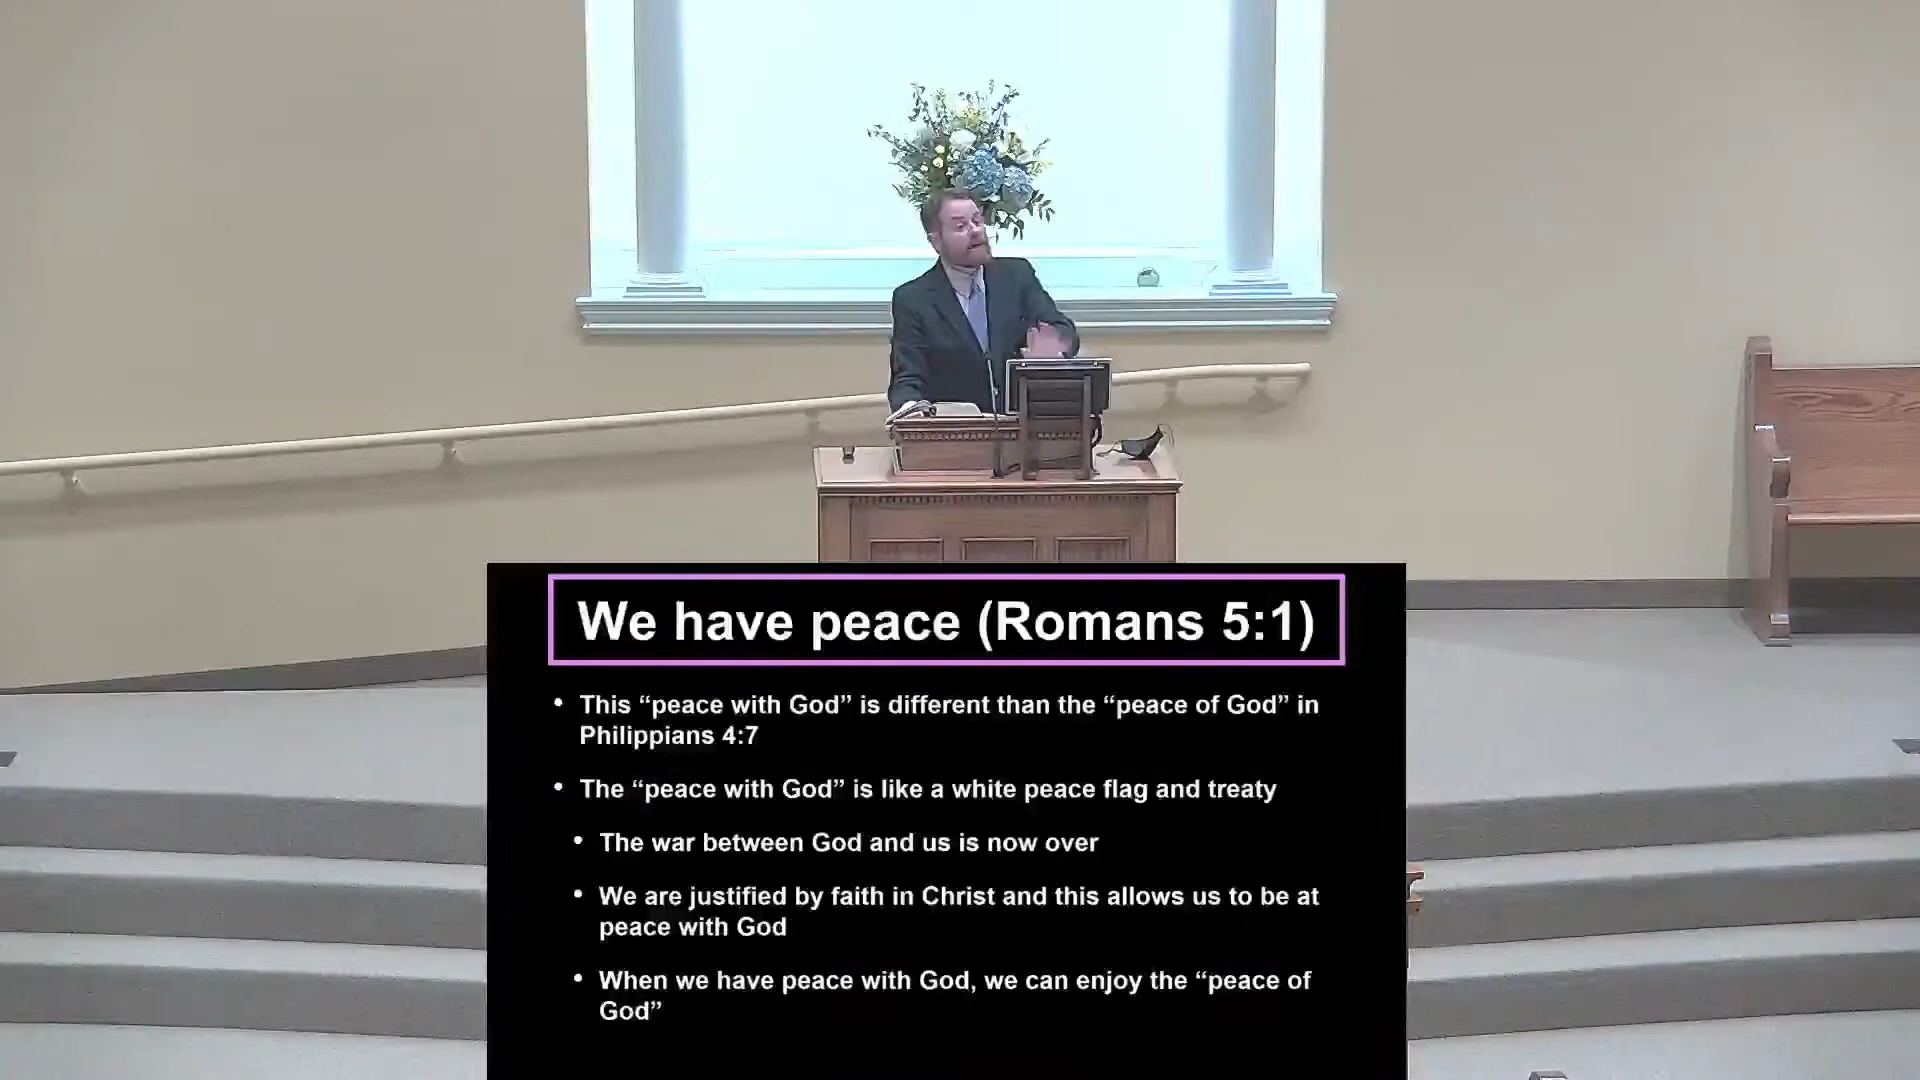 We have peace (Romans 5:1)
• This “peace with God” is different than the “peace of God” in
Philippians 4:7
• The “peace with God” is like a white peace flag and treaty
• The war between God and us is now over
• We are justified by faith in Christ and this allows us to be at
peace with God
• When we have peace with God, we can enjoy the “peace of
God”